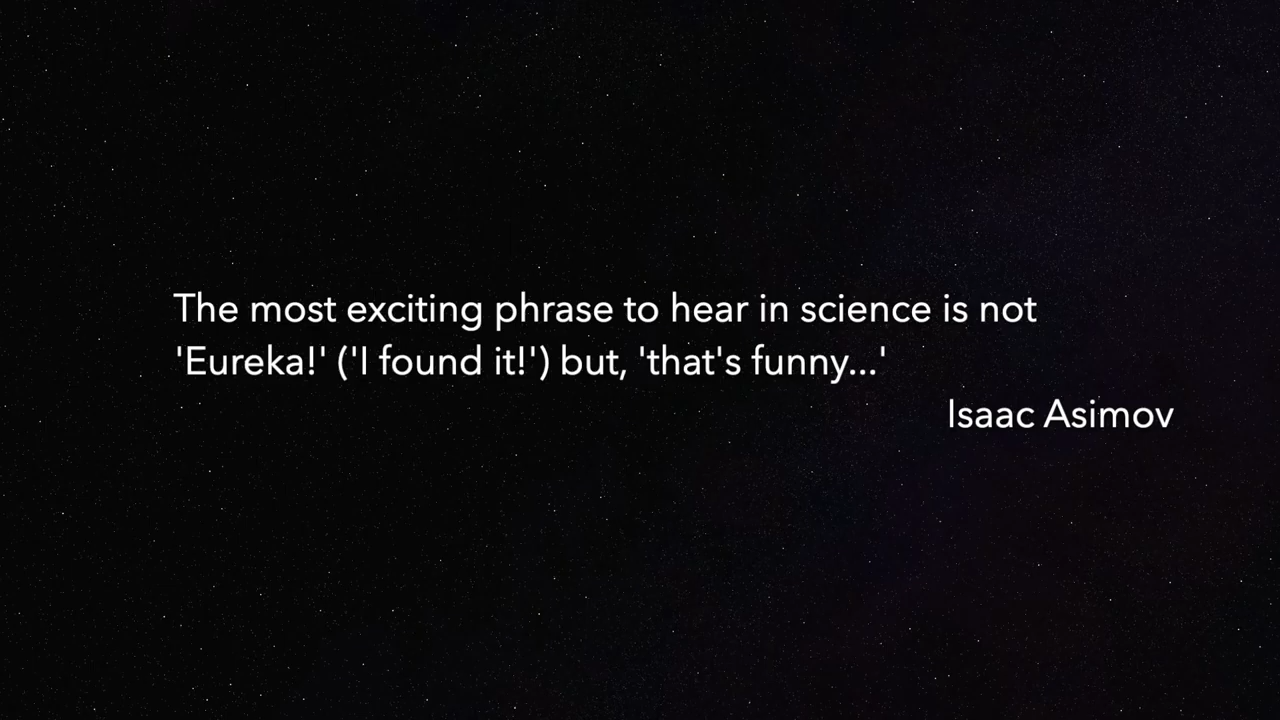 The most exciting phrase to hear in science is not
'Eureka!' ('I found it!') but, 'that's funny...'
Isaac Asimov